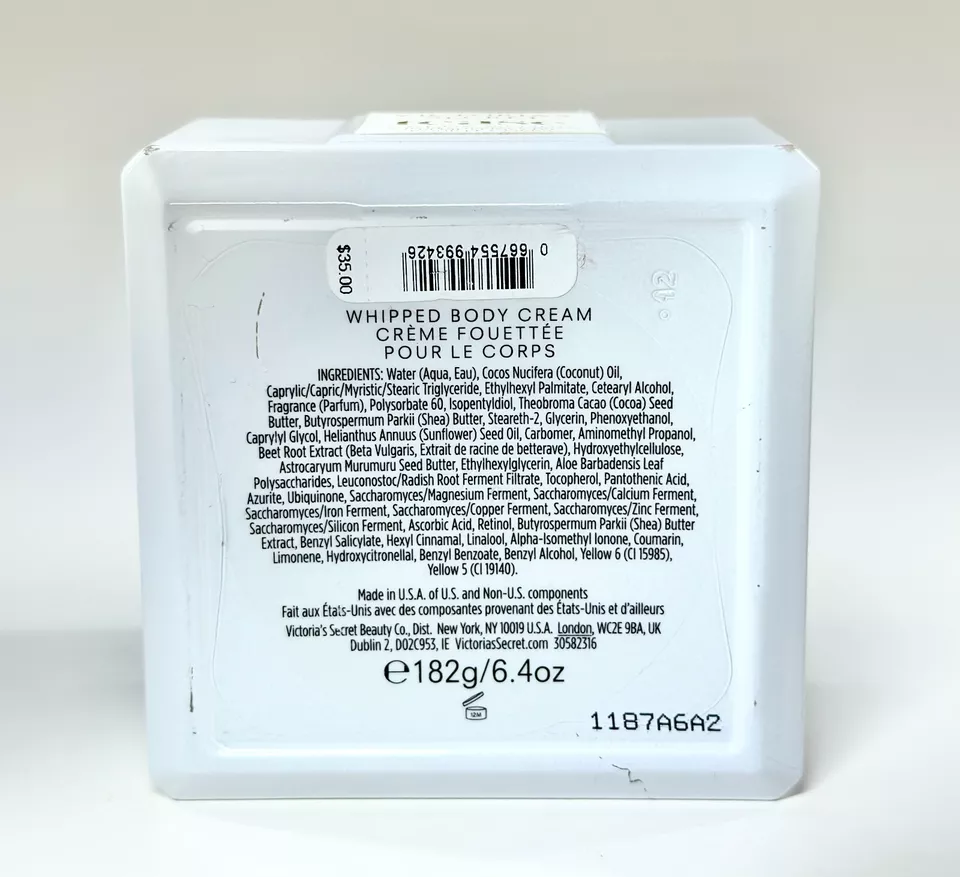 $35.00
0 667554 993426
12
WHIPPED BODY CREAM
CRÈME FOUETTÉE
POUR LE CORPS
INGREDIENTS: Water (Aqua, Eau), Cocos Nucifera (Coconut) Oil,
Caprylic/Capric/Myristic/Stearic Triglyceride, Ethylhexyl Palmitate, Cetearyl Alcohol,
Fragrance (Parfum), Polysorbate 60, Isopentyldiol, Theobroma Cacao (Cocoa) Seed
Butter, Butyrospermum Parkii (Shea) Butter, Steareth-2, Glycerin, Phenoxyethanol,
Caprylyl Glycol, Helianthus Annuus (Sunflower) Seed Oil, Carbomer, Aminomethyl Propanol,
Beet Root Extract (Beta Vulgaris, Extrait de racine de betterave), Hydroxyethylcellulose,
Astrocaryum Murumuru Seed Butter, Ethylhexylglycerin, Aloe Barbadensis Leaf
Polysaccharides, Leuconostoc/Radish Root Ferment Filtrate, Tocopherol, Pantothenic Acid,
Azurite, Ubiquinone, Saccharomyces/Magnesium Ferment, Saccharomyces/Calcium Ferment,
Saccharomyces/Iron Ferment, Saccharomyces/Copper Ferment, Saccharomyces/Zinc Ferment,
Saccharomyces/Silicon Ferment, Ascorbic Acid, Retinol, Butyrospermum Parkii (Shea) Butter
Extract, Benzyl Salicylate, Hexyl Cinnamal, Linalool, Alpha-Isomethyl Ionone, Coumarin,
Limonene, Hydroxycitronellal, Benzyl Benzoate, Benzyl Alcohol, Yellow 6 (CI 15985),
Yellow 5 (CI 19140).
Made in U.S.A. of U.S. and Non-U.S. components
Fait aux États-Unis avec des composantes provenant des États-Unis et d'ailleurs
Victoria's Secret Beauty Co., Dist. New York, NY 10019 U.S.A. London, WC2E 9BA, UK
Dublin 2, D02C953, IE VictoriasSecret.com 30582316
℮182g/6.4oz
12M
1187A6A2